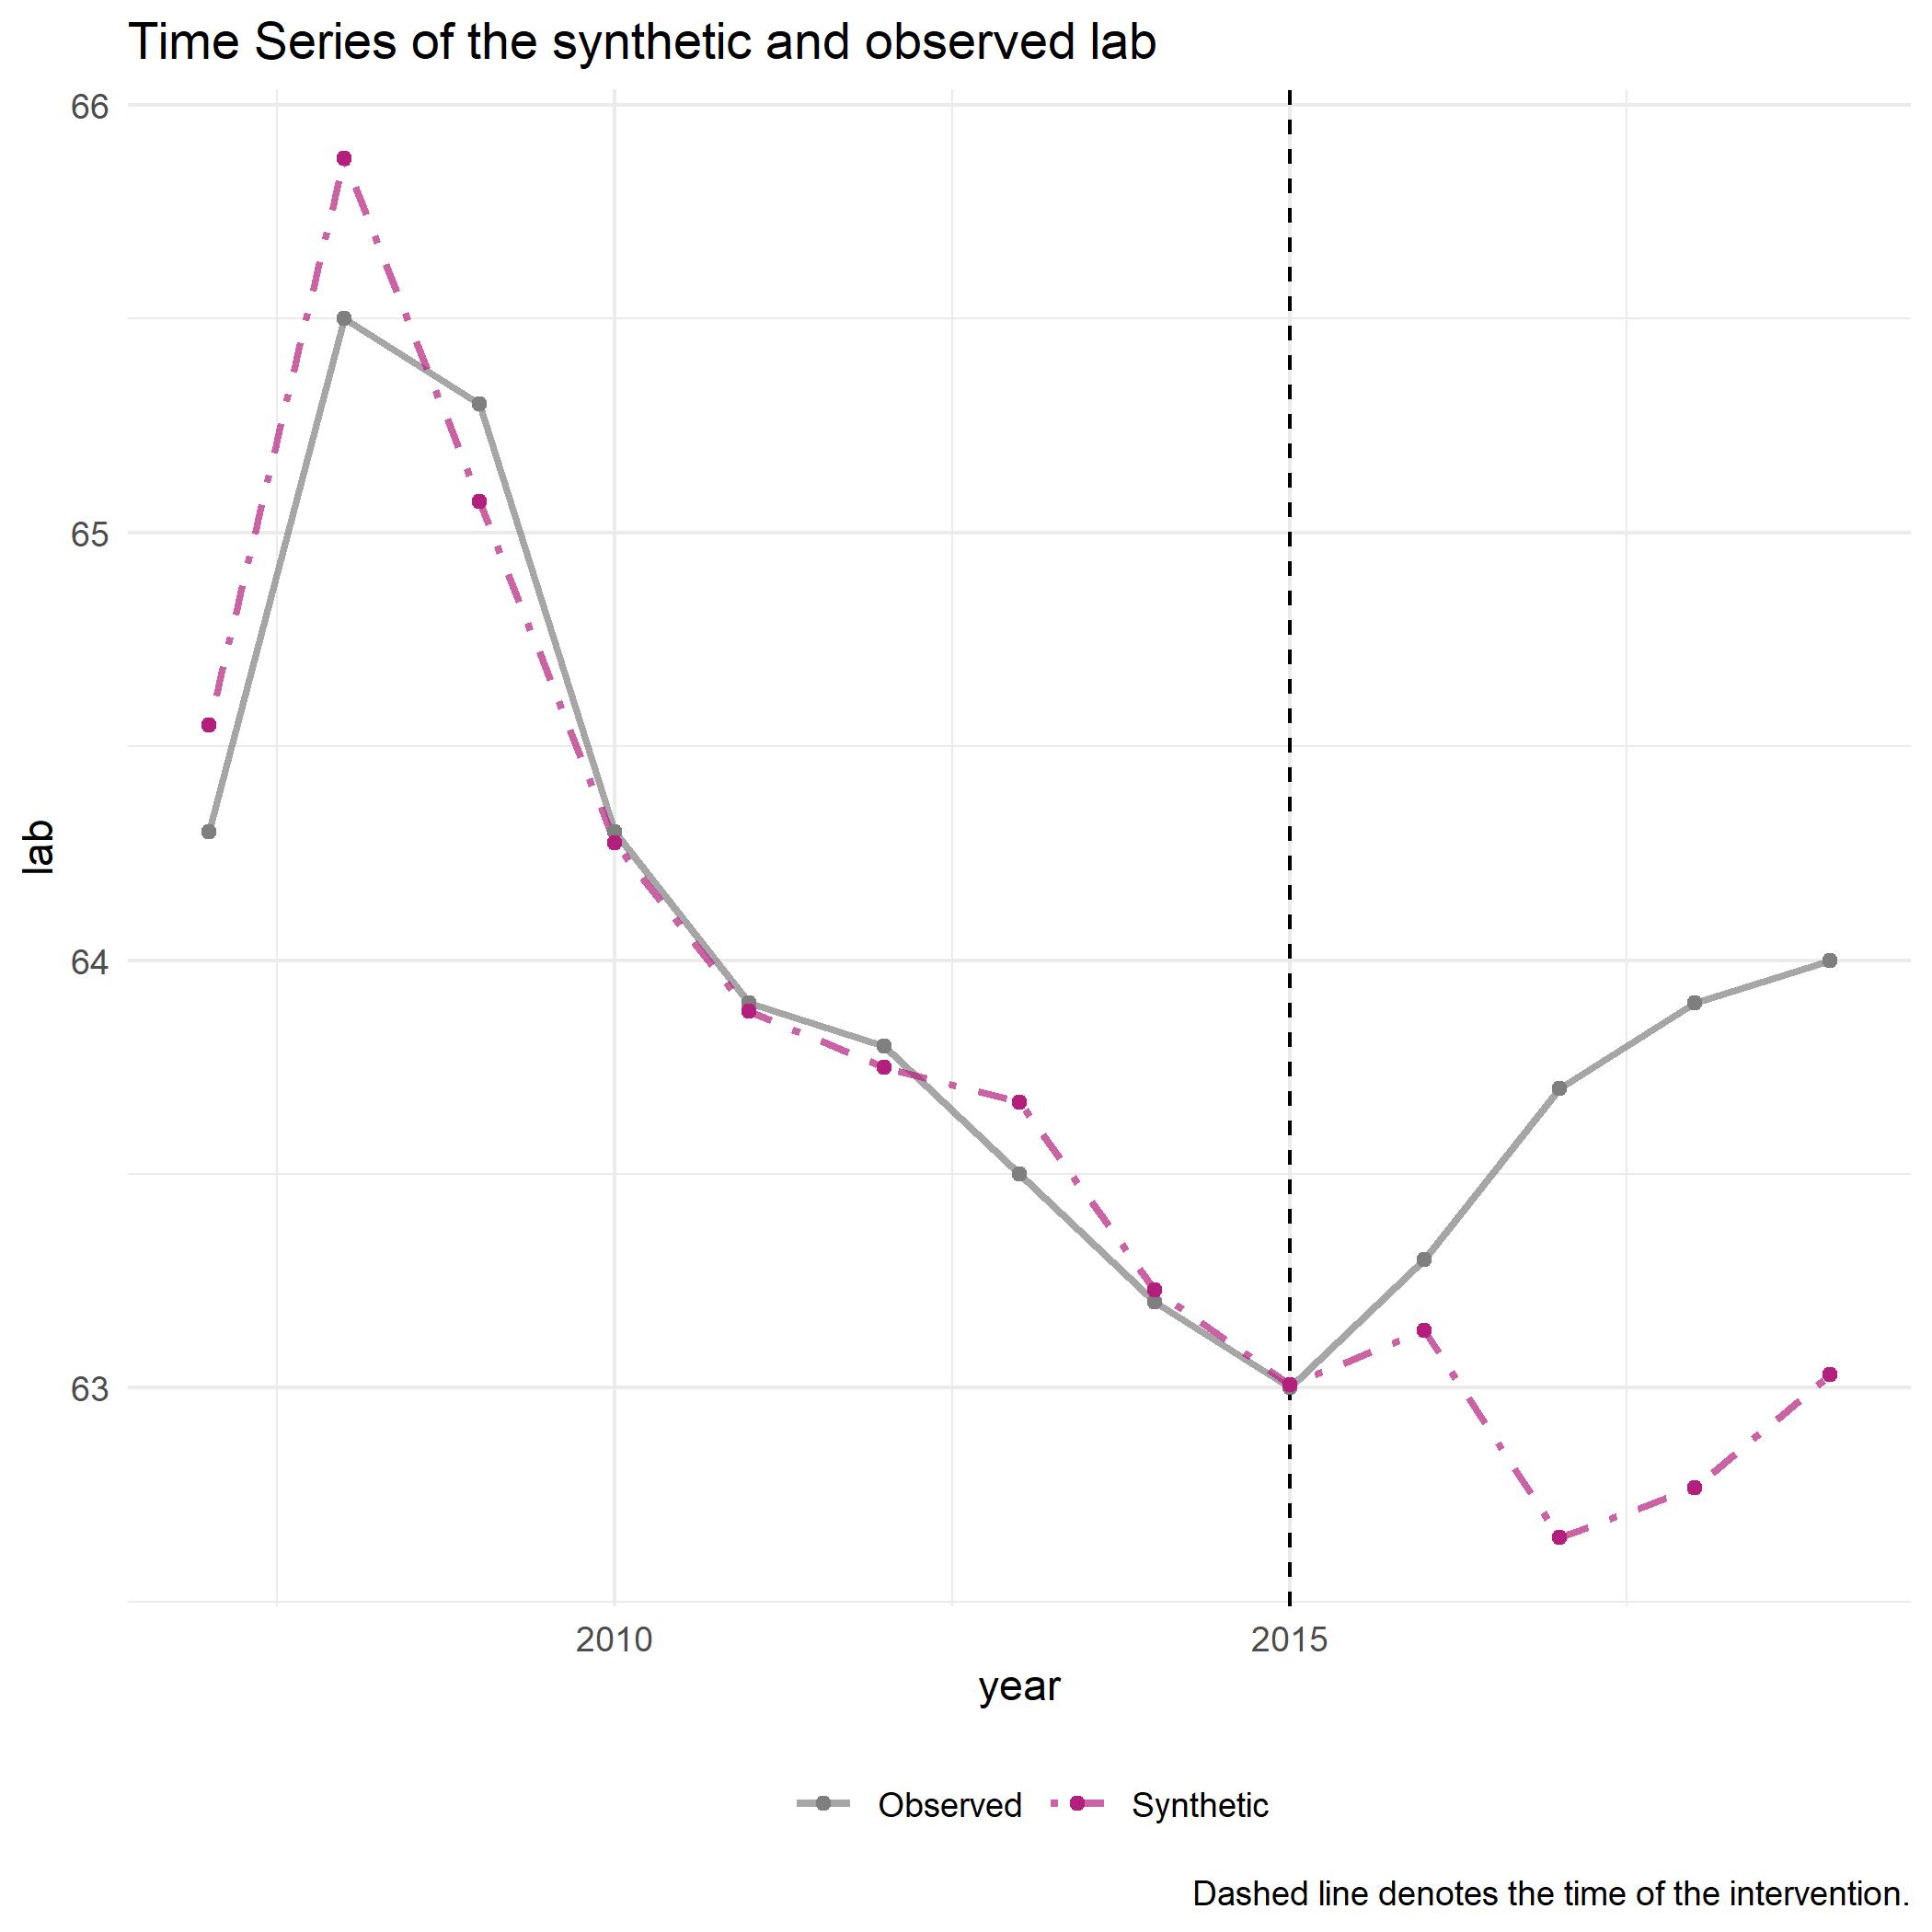 Time Series of the synthetic and observed lab
66
65
64
63
lab
2010 2015
year
Observed Synthetic
Dashed line denotes the time of the intervention.